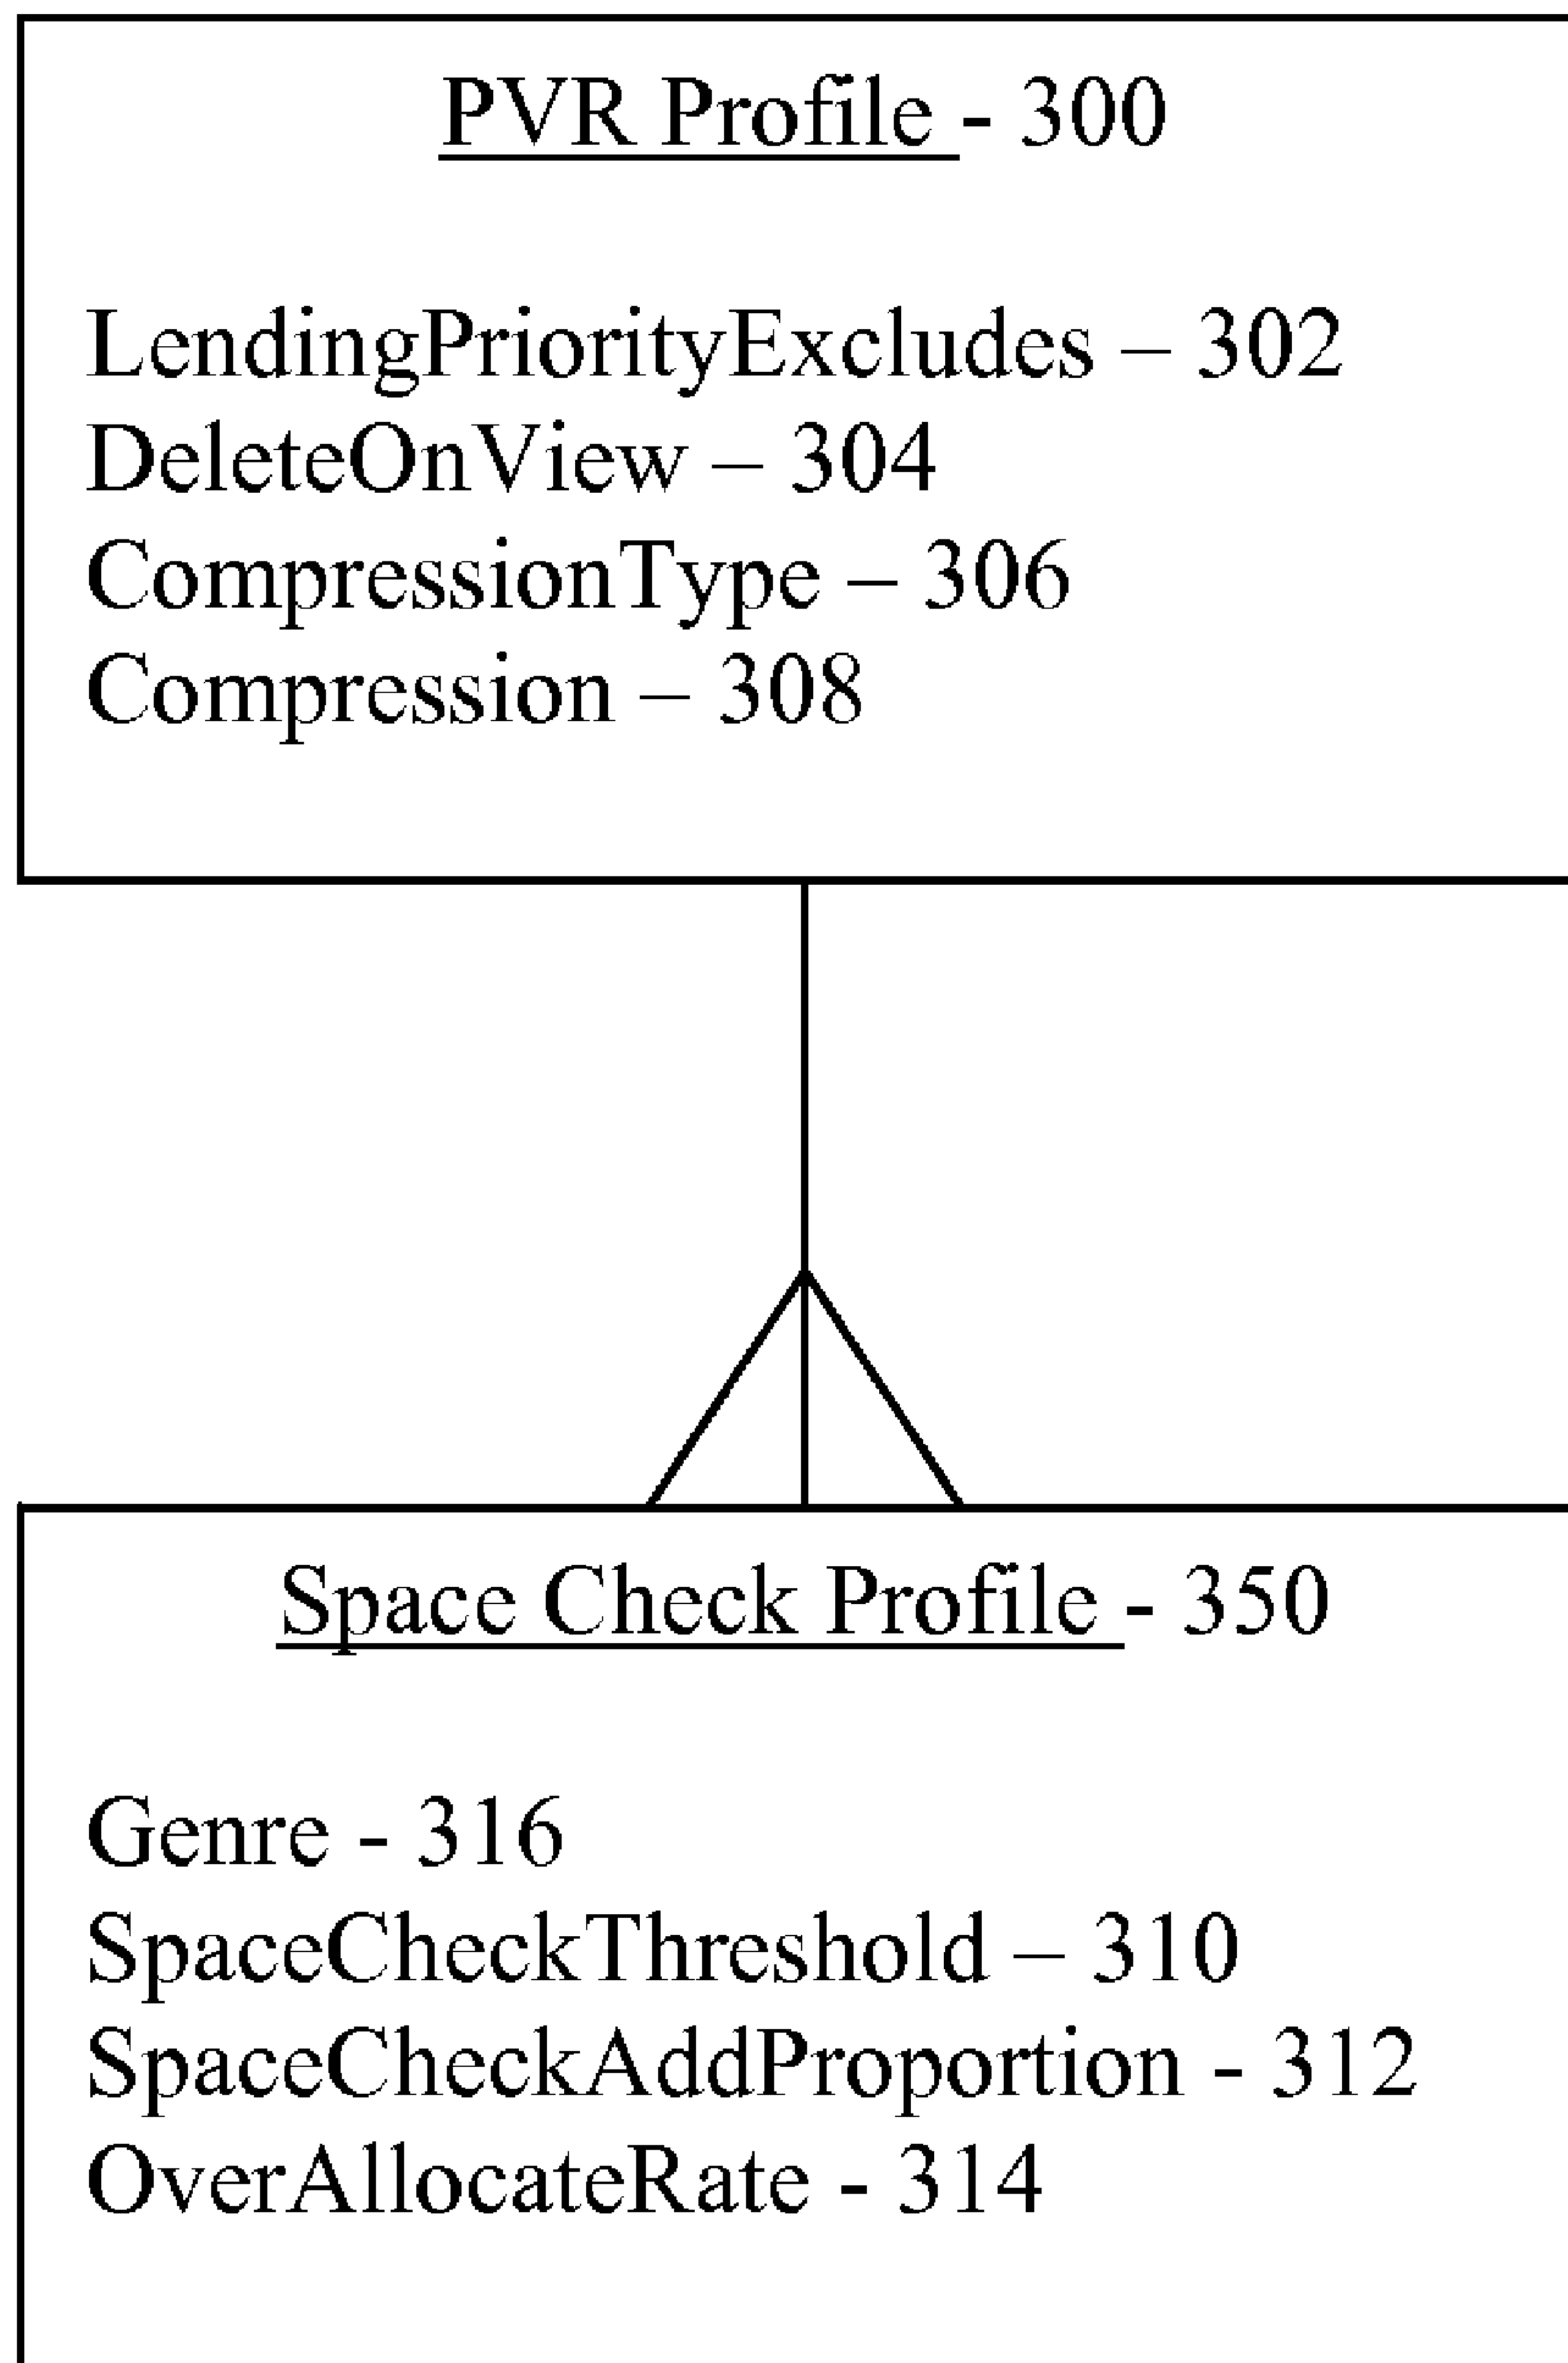 PVR Profile - 300
LendingPriorityExcludes – 302
DeleteOnView – 304
CompressionType – 306
Compression – 308
Space Check Profile - 350
Genre - 316
SpaceCheckThreshold – 310
SpaceCheckAddProportion - 312
OverAllocateRate - 314